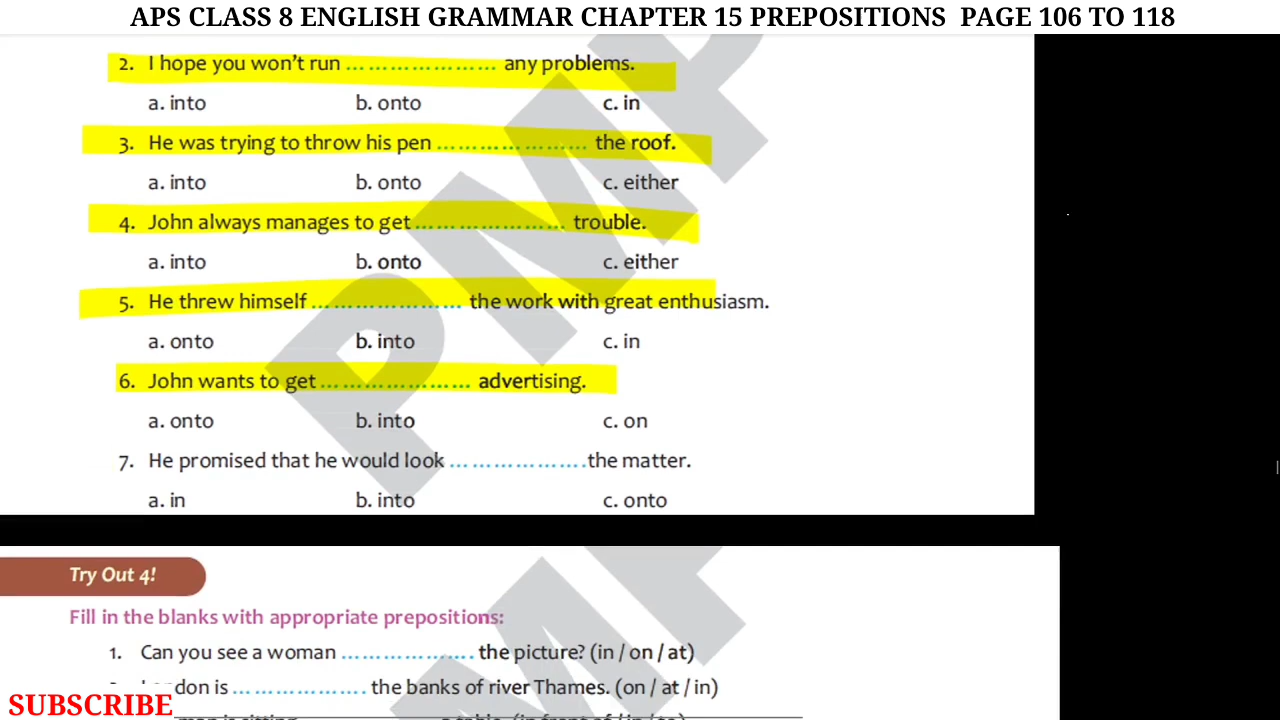 APS CLASS 8 ENGLISH GRAMMAR CHAPTER 15 PREPOSITIONS PAGE 106 TO 118
2. I hope you won't run ........................ any problems.
a. into b. onto c. in
3. He was trying to throw his pen ........................ the roof.
a. into b. onto c. either
4. John always manages to get ........................ trouble.
a. into b. onto c. either
5. He threw himself ........................ the work with great enthusiasm.
a. onto b. into c. in
6. John wants to get ........................ advertising.
a. onto b. into c. on
7. He promised that he would look ......................the matter.
a. in b. into c. onto
Try Out 4!
Fill in the blanks with appropriate prepositions:
1. Can you see a woman ...................... the picture? (in / on / at)
is ...................... the banks of river Thames. (on / at / in)
SUBSCRIBE